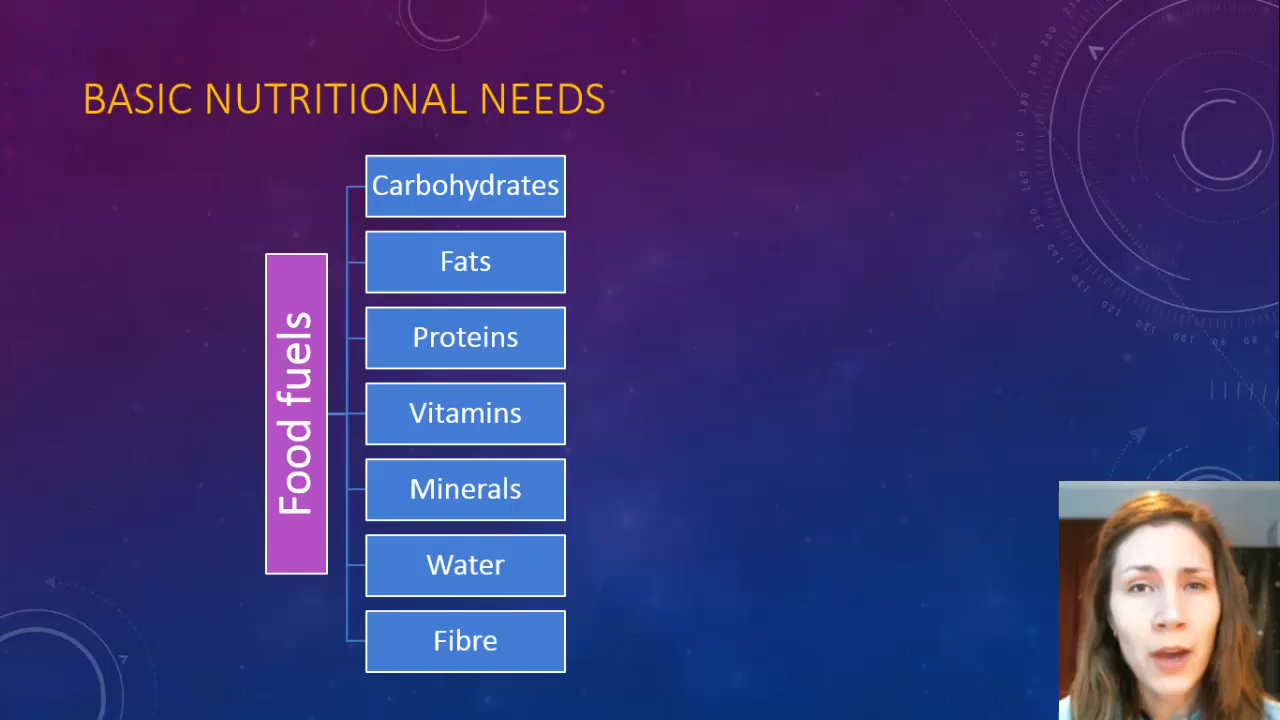 BASIC NUTRITIONAL NEEDS
Food fuels
Carbohydrates
Fats
Proteins
Vitamins
Minerals
Water
Fibre